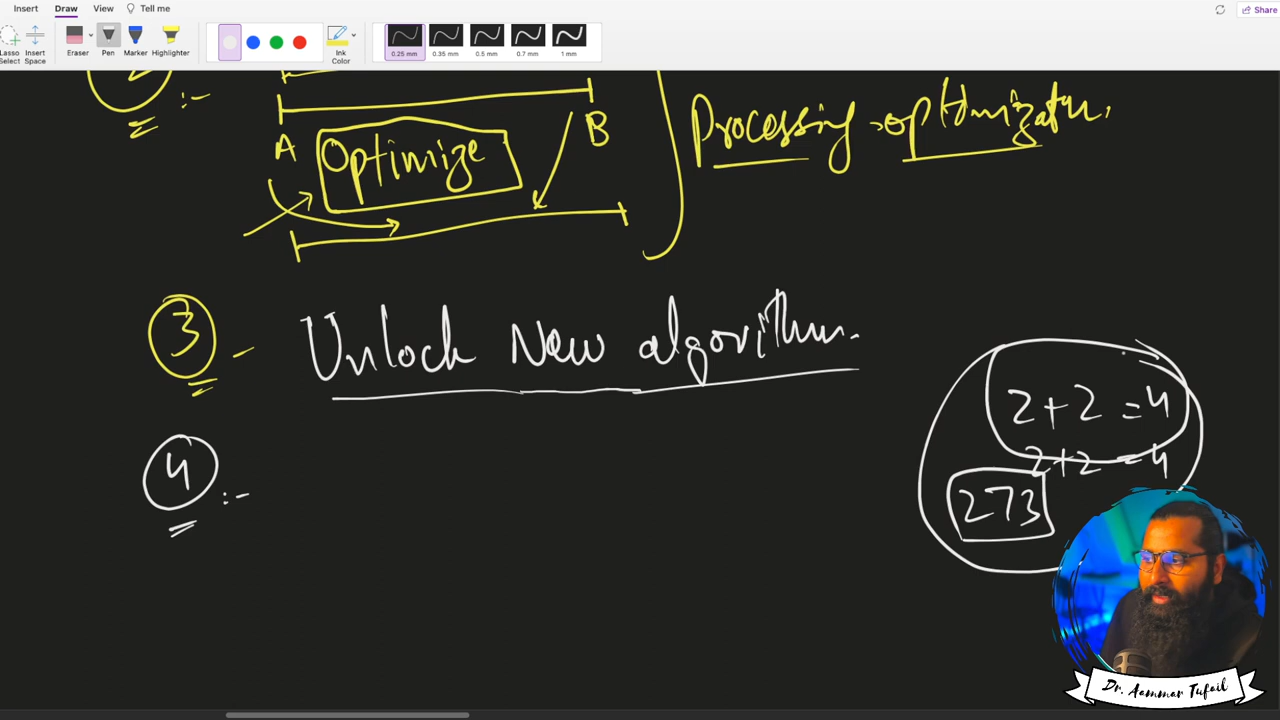 Insert Draw View Tell me
Share
Lasso Select
Insert Space
Eraser
Pen
Marker
Highlighter
Ink Color
0.25 mm
0.35 mm
0.5 mm
0.7 mm
1 mm
:-
A
B
Optimize
Processing
3 -
Unlock New algorithm.
2+2=4
2+2=4
273
4 :-
Dr. Aammar Tufail